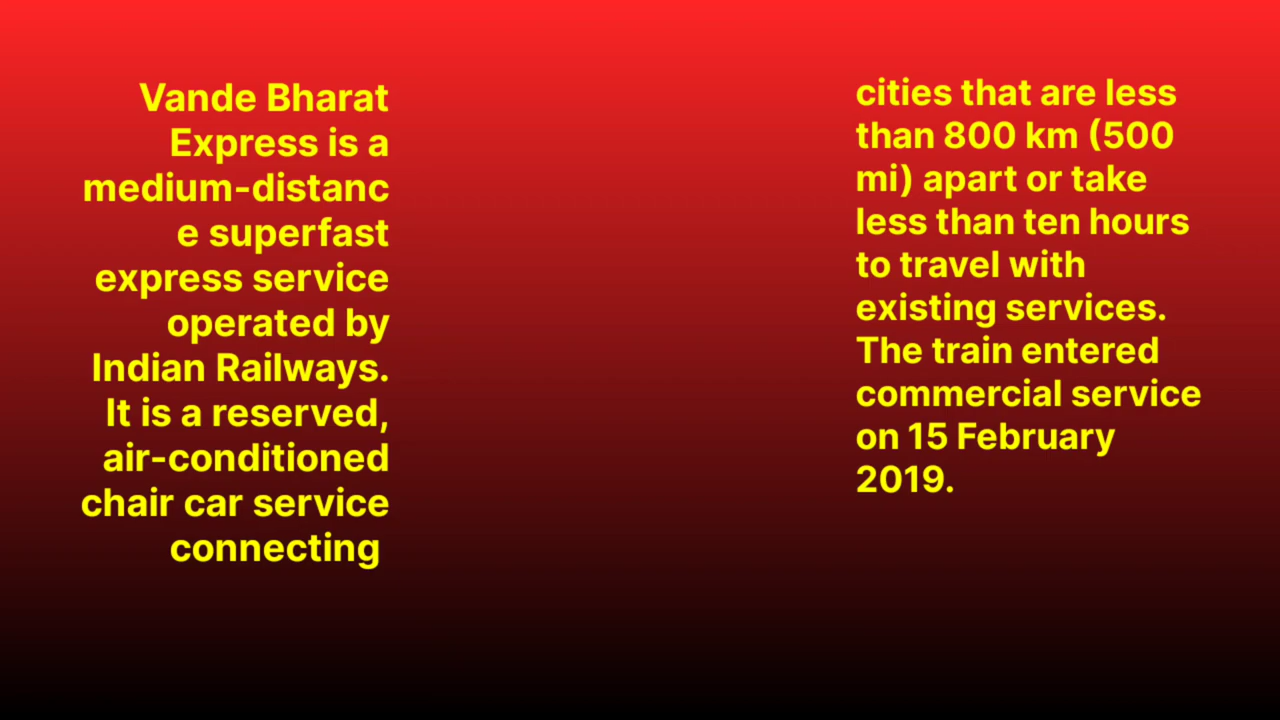 Vande Bharat
Express is a
medium-distanc
e superfast
express service
operated by
Indian Railways.
It is a reserved,
air-conditioned
chair car service
connecting
cities that are less
than 800 km (500
mi) apart or take
less than ten hours
to travel with
existing services.
The train entered
commercial service
on 15 February
2019.